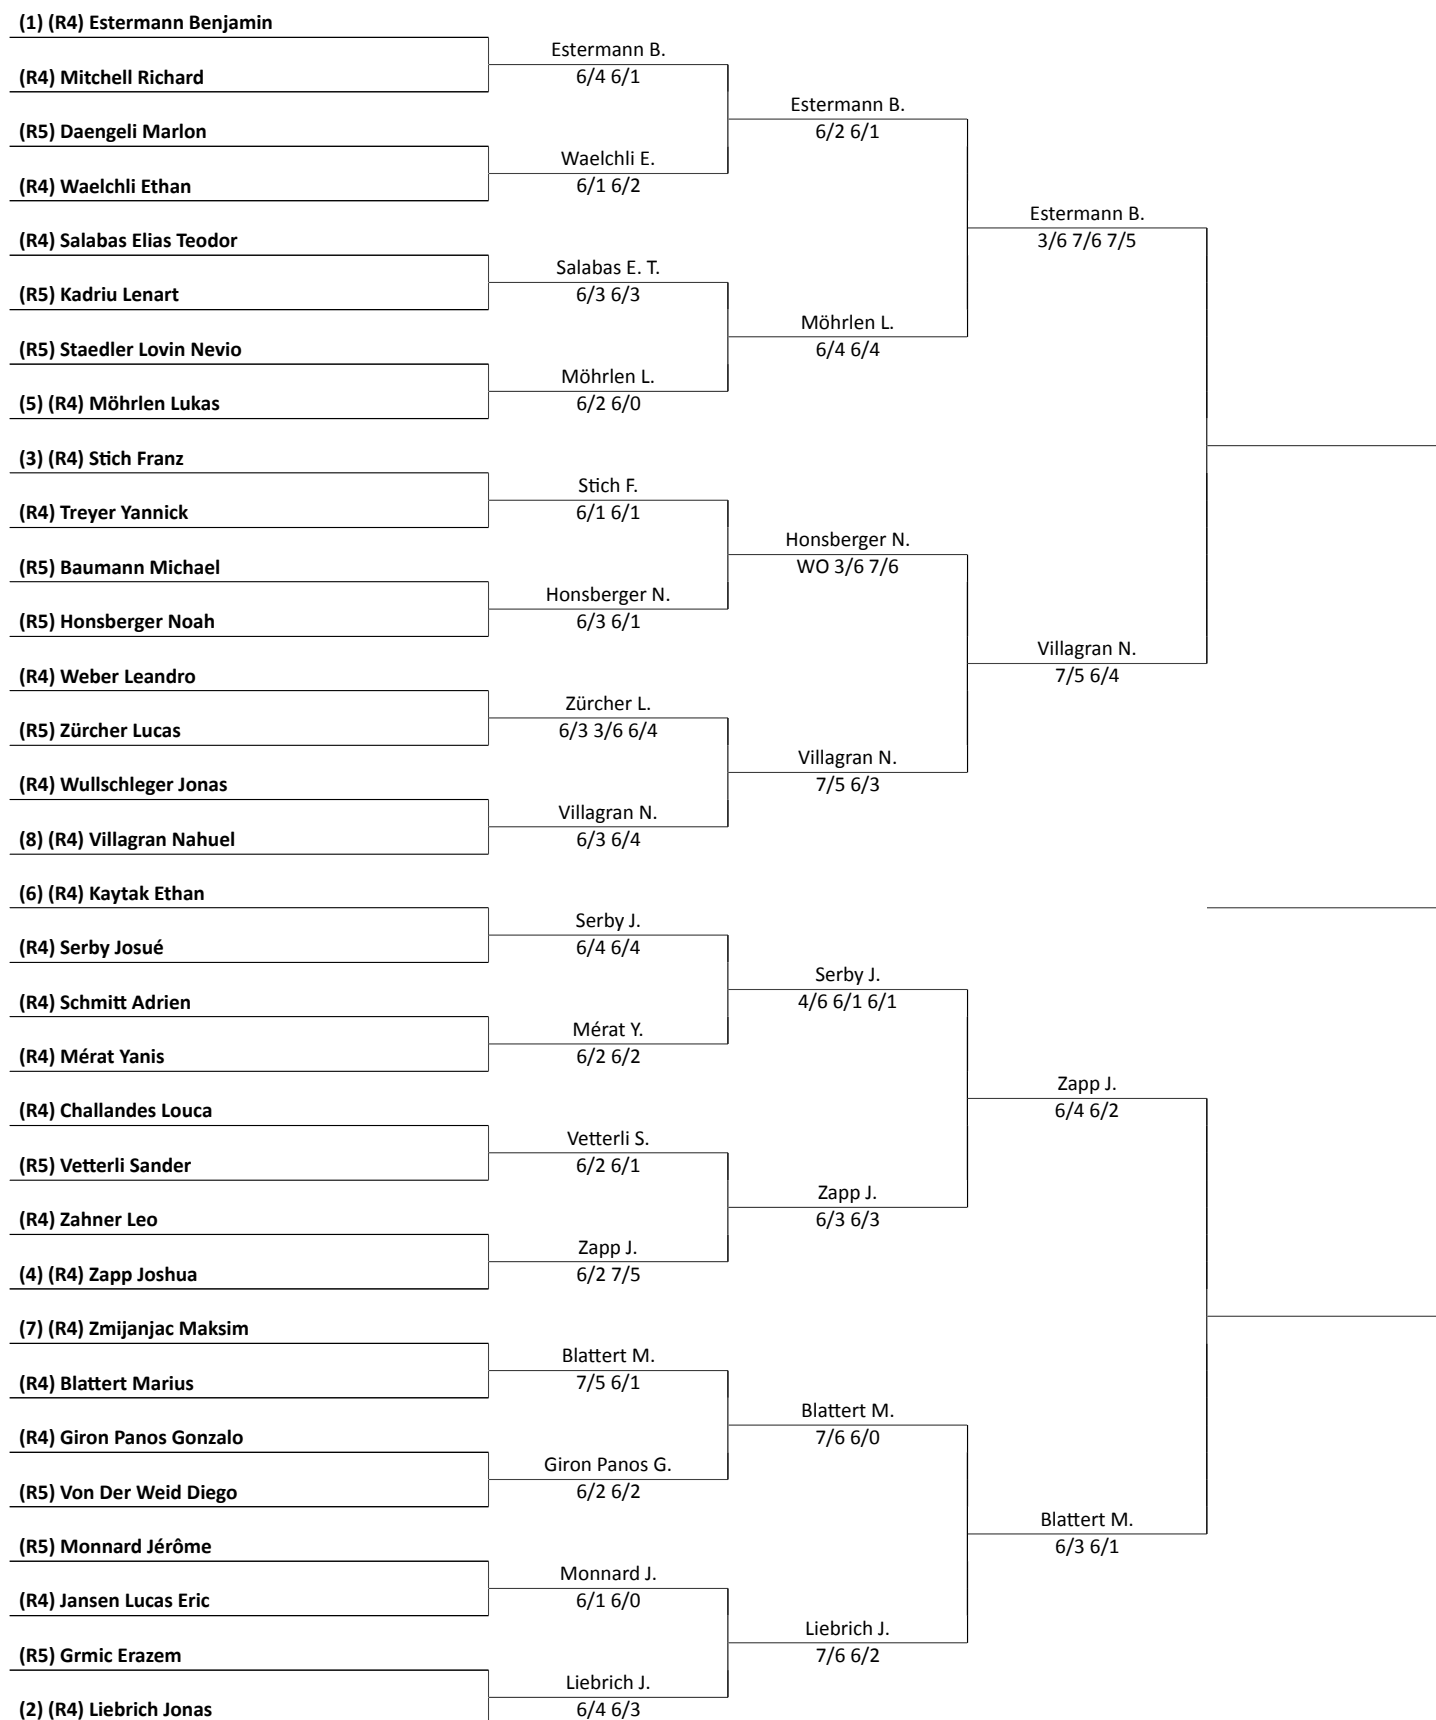 (1) (R4) Estermann Benjamin
Estermann B.
(R4) Mitchell Richard
6/4 6/1
Estermann B.
(R5) Daengeli Marlon
6/2 6/1
Waelchli E.
(R4) Waelchli Ethan
6/1 6/2
Estermann B.
(R4) Salabas Elias Teodor
3/6 7/6 7/5
Salabas E. T.
(R5) Kadriu Lenart
6/3 6/3
Möhrlen L.
(R5) Staedler Lovin Nevio
6/4 6/4
Möhrlen L.
(5) (R4) Möhrlen Lukas
6/2 6/0
(3) (R4) Stich Franz
Stich F.
(R4) Treyer Yannick
6/1 6/1
Honsberger N.
(R5) Baumann Michael
WO 3/6 7/6
Honsberger N.
(R5) Honsberger Noah
6/3 6/1
Villagran N.
(R4) Weber Leandro
7/5 6/4
Zürcher L.
(R5) Zürcher Lucas
6/3 3/6 6/4
Villagran N.
(R4) Wullschleger Jonas
7/5 6/3
Villagran N.
(8) (R4) Villagran Nahuel
6/3 6/4
(6) (R4) Kaytak Ethan
Serby J.
(R4) Serby Josué
6/4 6/4
Serby J.
(R4) Schmitt Adrien
4/6 6/1 6/1
Mérat Y.
(R4) Mérat Yanis
6/2 6/2
Zapp J.
(R4) Challandes Louca
6/4 6/2
Vetterli S.
(R5) Vetterli Sander
6/2 6/1
Zapp J.
(R4) Zahner Leo
6/3 6/3
Zapp J.
(4) (R4) Zapp Joshua
6/2 7/5
(7) (R4) Zmijanjac Maksim
Blattert M.
(R4) Blattert Marius
7/5 6/1
Blattert M.
(R4) Giron Panos Gonzalo
7/6 6/0
Giron Panos G.
(R5) Von Der Weid Diego
6/2 6/2
Blattert M.
(R5) Monnard Jérôme
6/3 6/1
Monnard J.
(R4) Jansen Lucas Eric
6/1 6/0
Liebrich J.
(R5) Grmic Erazem
7/6 6/2
Liebrich J.
(2) (R4) Liebrich Jonas
6/4 6/3